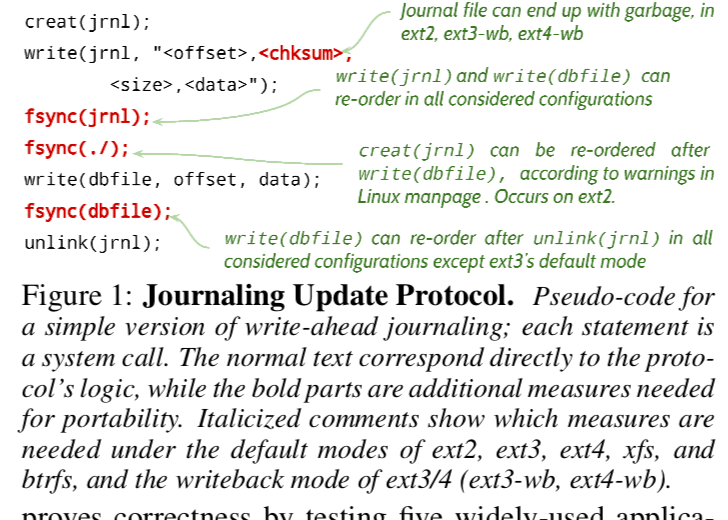 creat(jrnl);
Journal file can end up with garbage, in
ext2, ext3-wb, ext4-wb
write(jrnl, "<offset>,<chksum>,
<size>,<data>");
write(jrnl) and write(dbfile) can
re-order in all considered configurations
fsync(jrnl);
fsync(./);
creat(jrnl) can be re-ordered after
write(dbfile), according to warnings in
Linux manpage . Occurs on ext2.
write(dbfile, offset, data);
fsync(dbfile);
unlink(jrnl);
write(dbfile) can re-order after unlink(jrnl) in all
considered configurations except ext3's default mode
Figure 1: Journaling Update Protocol. Pseudo-code for
a simple version of write-ahead journaling; each statement is
a system call. The normal text correspond directly to the proto-
col's logic, while the bold parts are additional measures needed
for portability. Italicized comments show which measures are
needed under the default modes of ext2, ext3, ext4, xfs, and
btrfs, and the writeback mode of ext3/4 (ext3-wb, ext4-wb).
proves correctness by testing five widely-used applica-